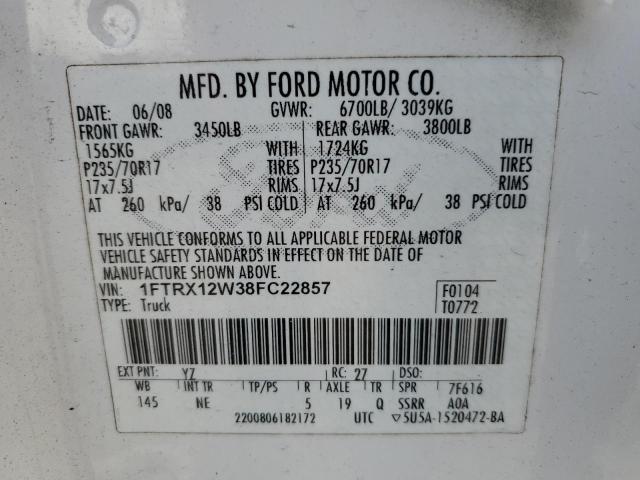 MFD. BY FORD MOTOR CO.
DATE: 06/08 GVWR: 6700LB/ 3039KG
FRONT GAWR: 3450LB REAR GAWR: 3800LB
1565KG WITH 1724KG WITH
P235/70R17 TIRES P235/70R17 TIRES
17x7.5J RIMS 17x7.5J RIMS
AT 260 kPa/ 38 PSI COLD AT 260 kPa/ 38 PSI COLD
THIS VEHICLE CONFORMS TO ALL APPLICABLE FEDERAL MOTOR
VEHICLE SAFETY STANDARDS IN EFFECT ON THE DATE OF
MANUFACTURE SHOWN ABOVE.
VIN: 1FTRX12W38FC22857 F0104
TYPE: Truck T0772
EXT PNT: YZ RC: 27 DSO:
WB INT TR TP/PS R AXLE TR SPR 7F616
145 NE 5 19 Q SSRR A0A
2200806182172 UTC ▽5U5A-1520472-BA
Ford